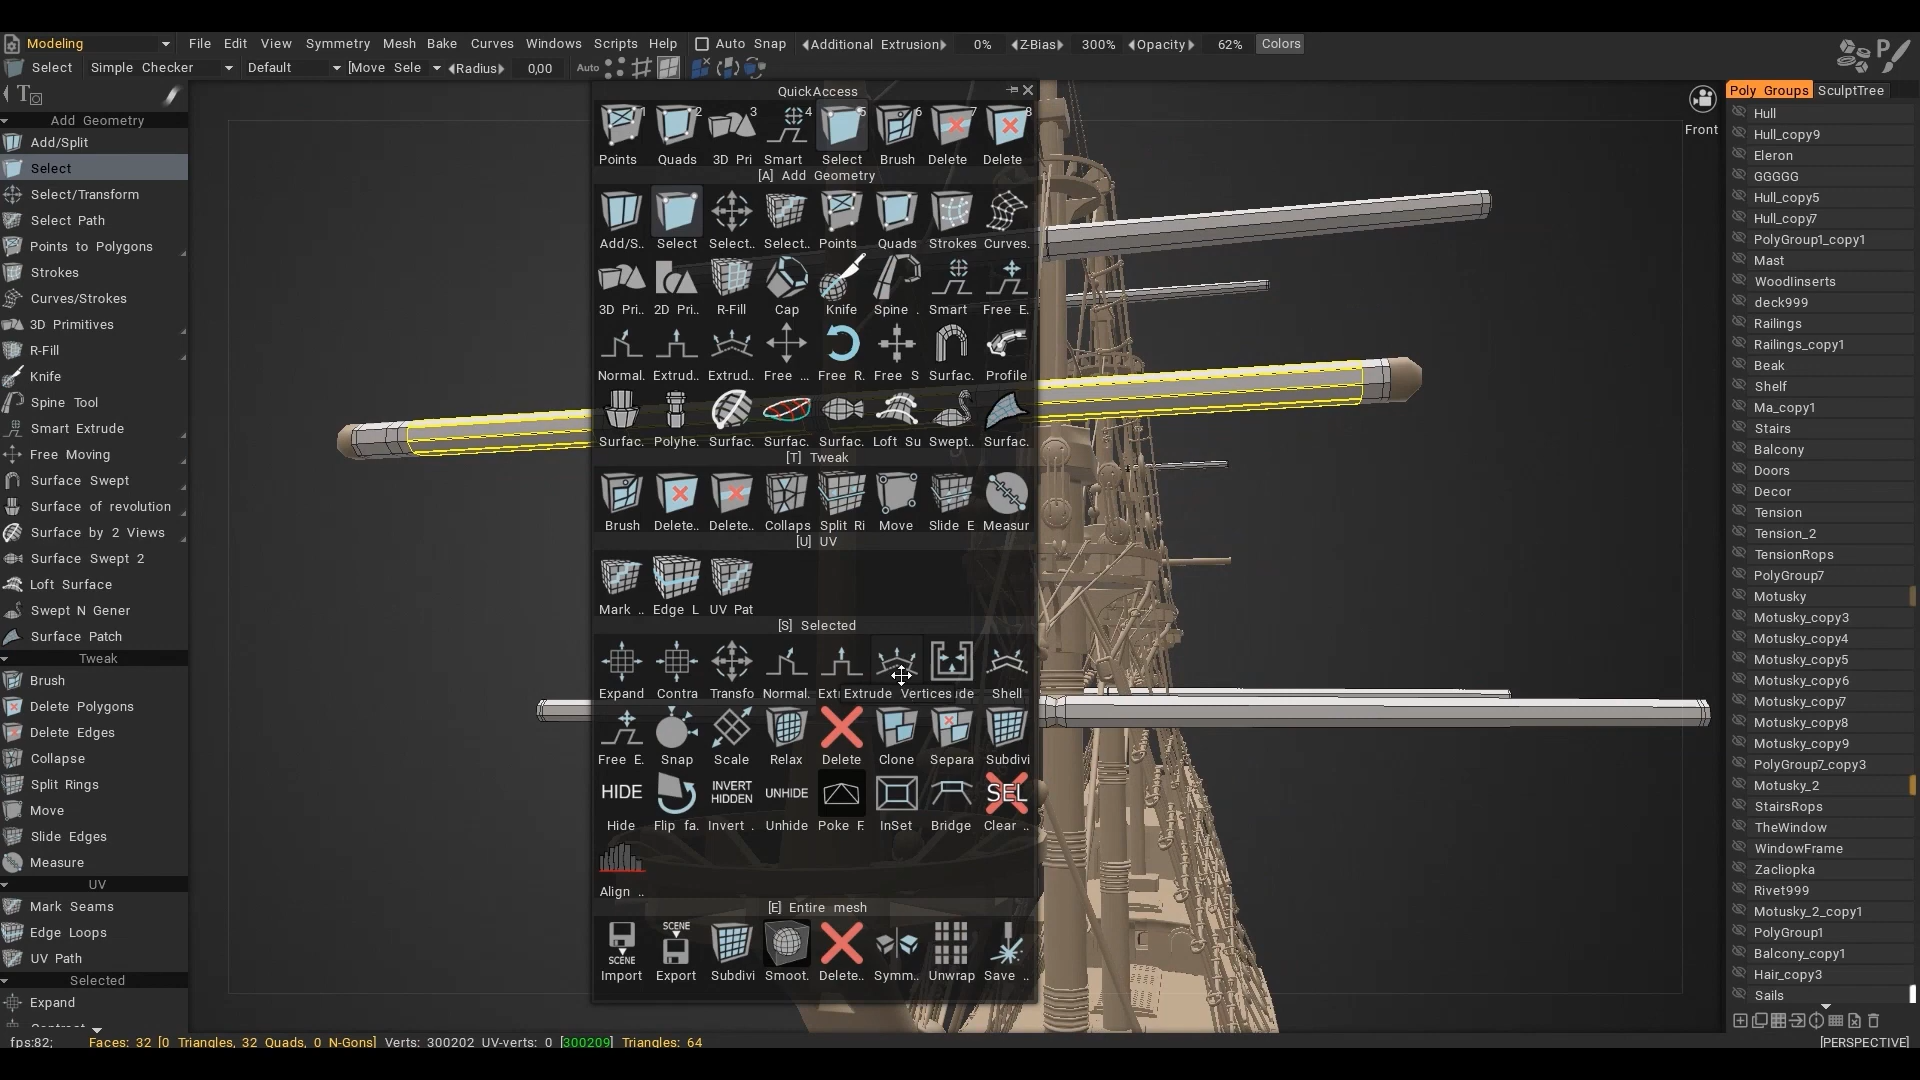 Modeling File Edit View Symmetry Mesh Bake Curves Windows Scripts Help Auto Snap Additional Extrusion 0% Z-Bias 300% Opacity 62% Colors
Select Simple Checker Default [Move Sele Radius 0,00 Auto
QuickAccess
1 2 3 4 5 6 7 8
Points Quads 3D Pri Smart Select Brush Delete Delete
[A] Add Geometry
Add/S.. Select Select.. Select.. Points Quads Strokes Curves.
3D Pri.. 2D Pri.. R-Fill Cap Knife Spine . Smart Free E.
Normal. Extrud.. Extrud.. Free ... Free R. Free S Surfac. Profile
Surfac. Polyhe. Surfac. Surfac. Surfac. Loft Su Swept.. Surfac.
[T] Tweak
Brush Delete.. Delete.. Collaps Split Ri Move Slide E Measur
[U] UV
Mark .. Edge L UV Pat
[S] Selected
Expand Contra Transfo Normal. Ext Extrude Vertices de Shell
Free E. Snap Scale Relax Delete Clone Separa Subdivi
HIDE INVERT HIDDEN UNHIDE SEL
Hide Flip fa. Invert . Unhide Poke F. InSet Bridge Clear ..
Align ..
[E] Entire mesh
SCENE SCENE
Import Export Subdivi Smoot. Delete.. Symm.. Unwrap Save ..
Add Geometry
Add/Split
Select
Select/Transform
Select Path
Points to Polygons
Strokes
Curves/Strokes
3D Primitives
R-Fill
Knife
Spine Tool
Smart Extrude
Free Moving
Surface Swept
Surface of revolution
Surface by 2 Views
Surface Swept 2
Loft Surface
Swept N Gener
Surface Patch
Tweak
Brush
Delete Polygons
Delete Edges
Collapse
Split Rings
Move
Slide Edges
Measure
UV
Mark Seams
Edge Loops
UV Path
Selected
Expand
Front
Poly Groups SculptTree
Hull
Hull_copy9
Eleron
GGGGG
Hull_copy5
Hull_copy7
PolyGroup1_copy1
Mast
WoodInserts
deck999
Railings
Railings_copy1
Beak
Shelf
Ma_copy1
Stairs
Balcony
Doors
Decor
Tension
Tension_2
TensionRops
PolyGroup7
Motusky
Motusky_copy3
Motusky_copy4
Motusky_copy5
Motusky_copy6
Motusky_copy7
Motusky_copy8
Motusky_copy9
PolyGroup7_copy3
Motusky_2
StairsRops
TheWindow
WindowFrame
Zacliopka
Rivet999
Motusky_2_copy1
PolyGroup1
Balcony_copy1
Hair_copy3
Sails
fps:82; Faces: 32 [0 Triangles, 32 Quads, 0 N-Gons] Verts: 300202 UV-verts: 0 [300209] Triangles: 64 [PERSPECTIVE]